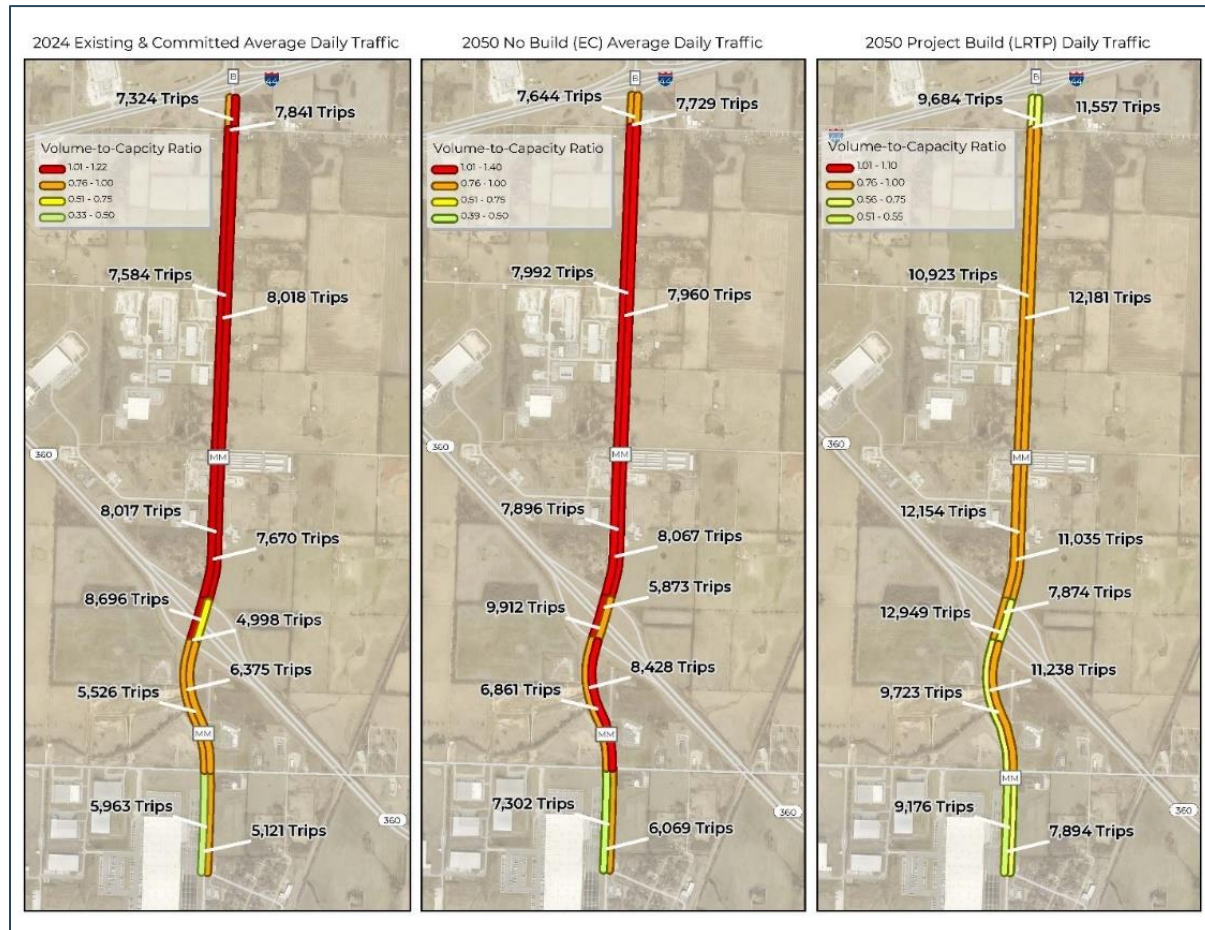 2024 Existing & Committed Average Daily Traffic
B
44
7,324 Trips
7,841 Trips
Volume-to-Capcity Ratio
1.01 - 1.22
0.76 - 1.00
0.51 - 0.75
0.33 - 0.50
7,584 Trips
8,018 Trips
360
MM
8,017 Trips
7,670 Trips
8,696 Trips
4,998 Trips
6,375 Trips
5,526 Trips
MM
5,963 Trips
5,121 Trips
360
2050 No Build (EC) Average Daily Traffic
B
44
7,644 Trips
7,729 Trips
Volume-to-Capcity Ratio
1.01 - 1.40
0.76 - 1.00
0.51 - 0.75
0.39 - 0.50
7,992 Trips
7,960 Trips
360
MM
7,896 Trips
8,067 Trips
5,873 Trips
9,912 Trips
8,428 Trips
6,861 Trips
MM
7,302 Trips
6,069 Trips
360
2050 Project Build (LRTP) Daily Traffic
B
44
9,684 Trips
11,557 Trips
Volume-to-Capcity Ratio
1.01 - 1.10
0.76 - 1.00
0.56 - 0.75
0.51 - 0.55
10,923 Trips
12,181 Trips
360
MM
12,154 Trips
11,035 Trips
7,874 Trips
12,949 Trips
11,238 Trips
9,723 Trips
MM
9,176 Trips
7,894 Trips
360